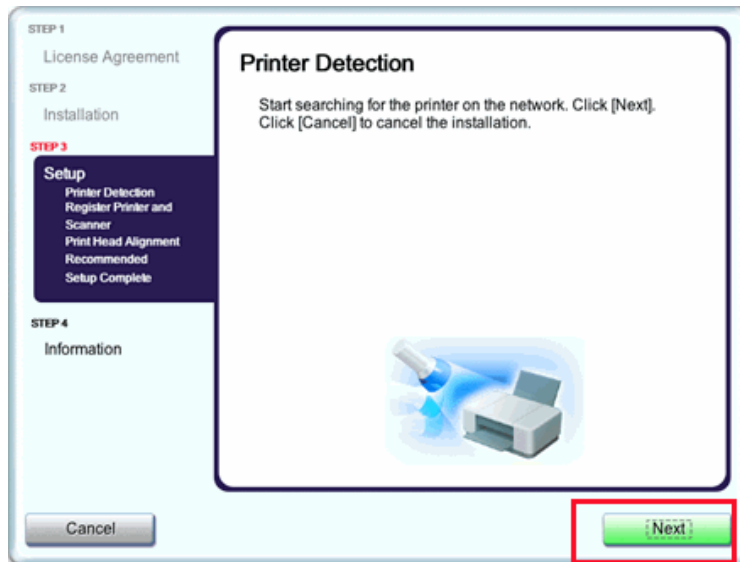 STEP 1
License Agreement
STEP 2
Installation
STEP 3
Setup
Printer Detection
Register Printer and
Scanner
Print Head Alignment
Recommended
Setup Complete
STEP 4
Information
Printer Detection
Start searching for the printer on the network. Click [Next].
Click [Cancel] to cancel the installation.
Cancel
Next